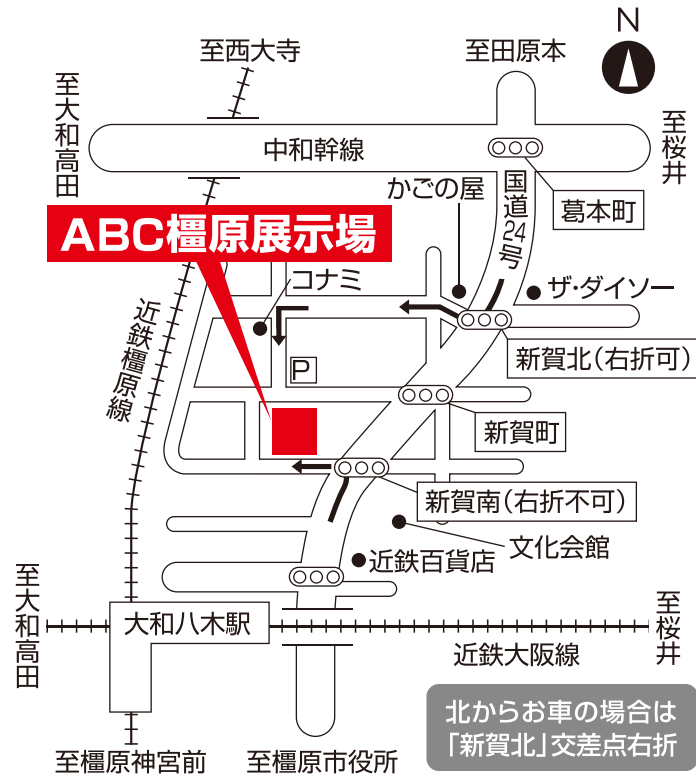 N
至西大寺
至田原本
至大和高田
至桜井
中和幹線
かごの屋
国道24号
葛本町
ABC橿原展示場
コナミ
ザ・ダイソー
近鉄橿原線
P
新賀北（右折可）
新賀町
新賀南（右折不可）
文化会館
近鉄百貨店
至大和高田
大和八木駅
至桜井
近鉄大阪線
北からお車の場合は
「新賀北」交差点右折
至橿原神宮前
至橿原市役所